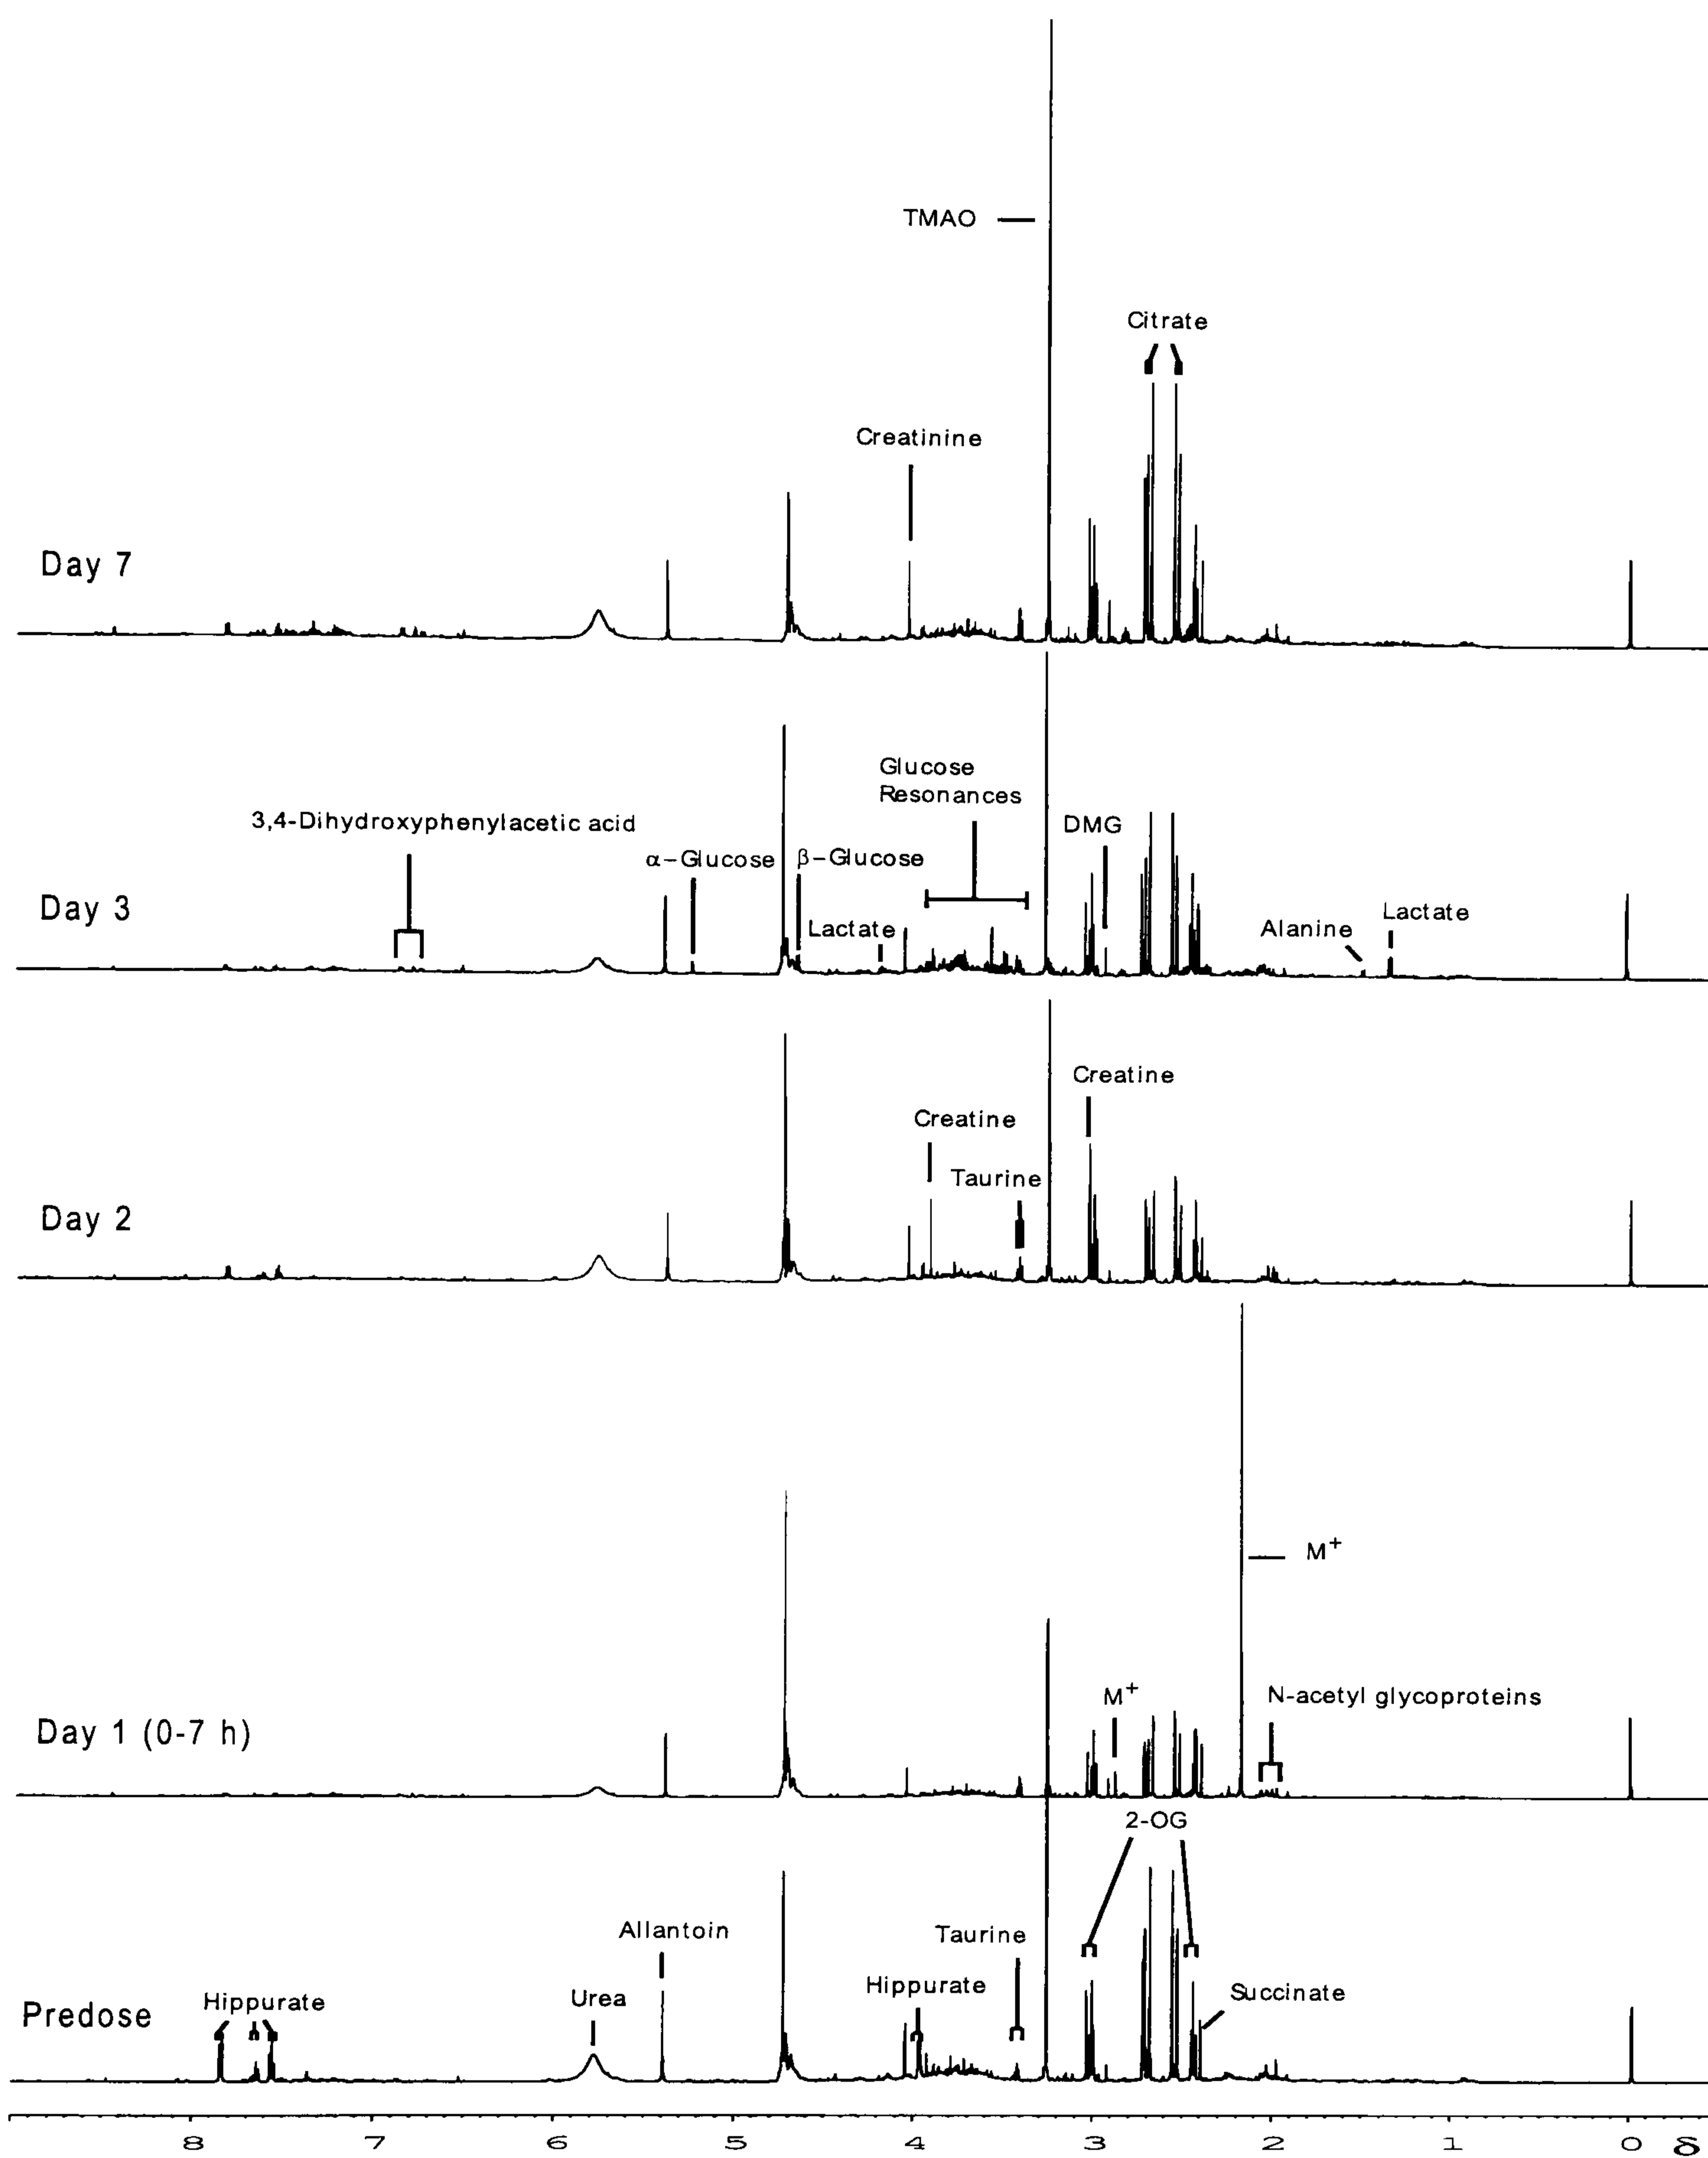 TMAO
Citrate
Creatinine
Day 7
Glucose
Resonances
3,4-Dihydroxyphenylacetic acid
DMG
α-Glucose
β-Glucose
Day 3
Lactate
Alanine
Lactate
Creatine
Creatine
Taurine
Day 2
M+
M+
N-acetyl glycoproteins
Day 1 (0-7 h)
2-OG
Allantoin
Taurine
Hippurate
Succinate
Urea
Hippurate
Predose
8 7 6 5 4 3 2 1 0 δ